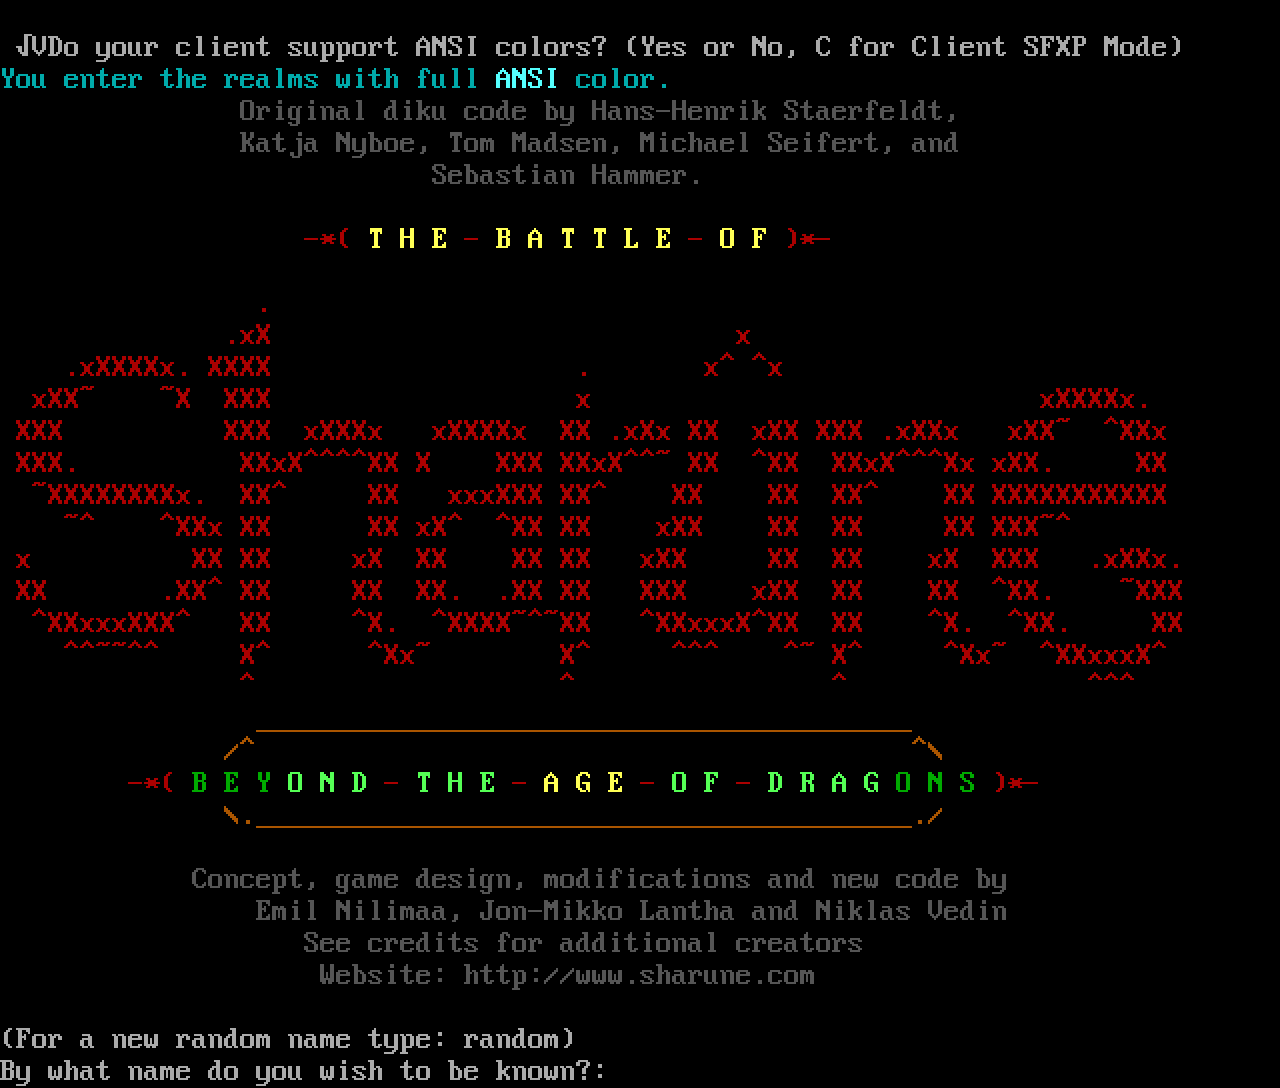 √VDo your client support ANSI colors? (Yes or No, C for Client SFXP Mode)
You enter the realms with full ANSI color.
Original diku code by Hans-Henrik Staerfeldt,
Katja Nyboe, Tom Madsen, Michael Seifert, and
Sebastian Hammer.
-*( T H E - B A T T L E - O F )*-
Sharune
-*( B E Y O N D - T H E - A G E - O F - D R A G O N S )*-
Concept, game design, modifications and new code by
Emil Nilimaa, Jon-Mikko Lantha and Niklas Vedin
See credits for additional creators
Website: http://www.sharune.com
(For a new random name type: random)
By what name do you wish to be known?: